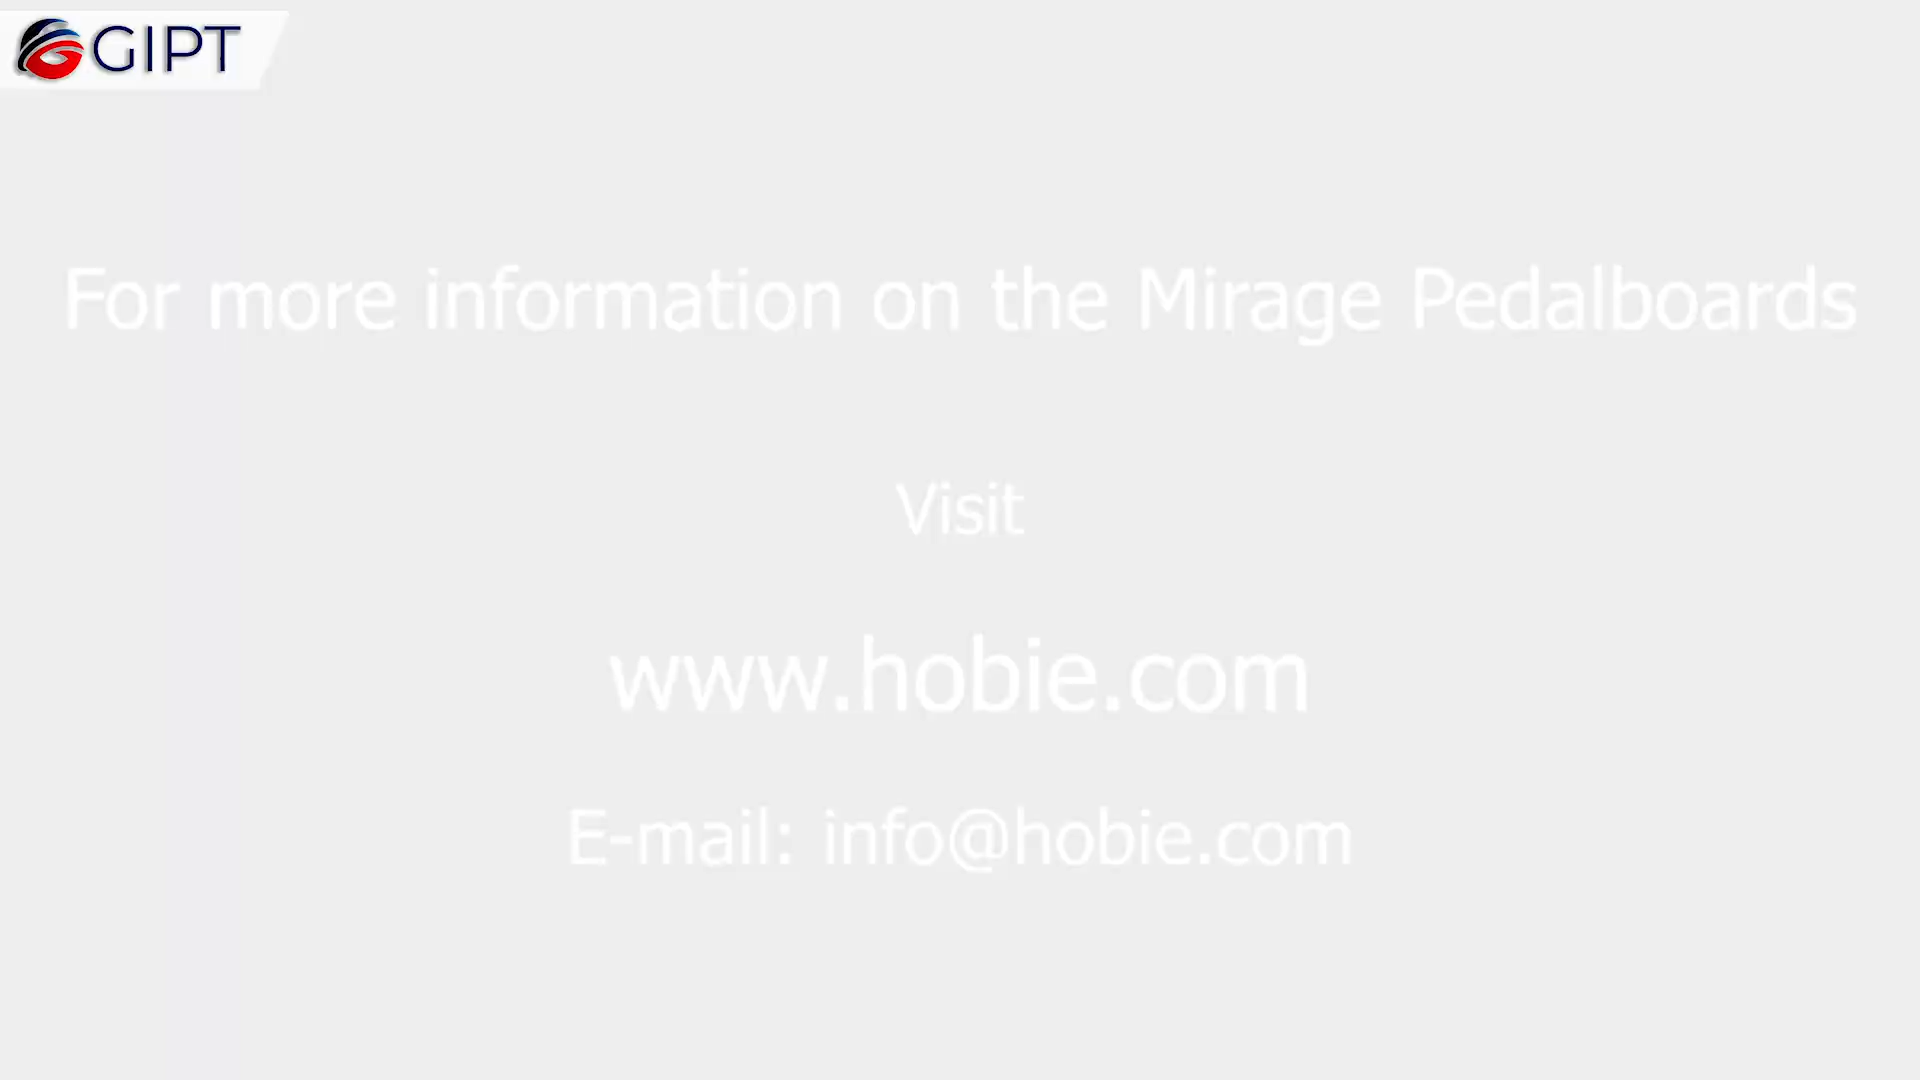 GIPT
For more information on the Mirage Pedalboards
Visit
www.hobie.com
E-mail: info@hobie.com